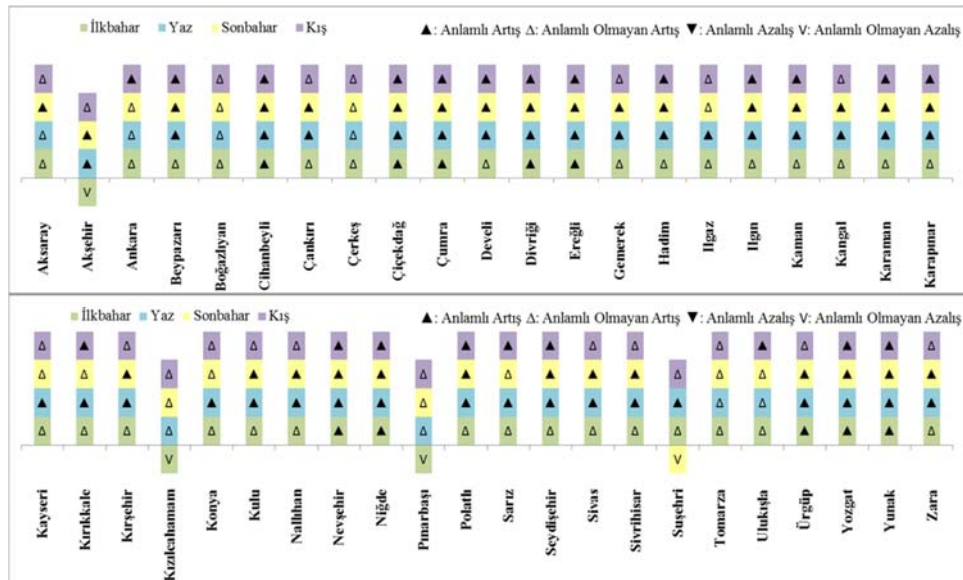 İlkbahar Yaz Sonbahar Kış ▲: Anlamlı Artış Δ: Anlamlı Olmayan Artış ▼: Anlamlı Azalış V: Anlamlı Olmayan Azalış
Aksaray
Akşehir
Ankara
Beypazarı
Boğazlıyan
Cihanbeyli
Çankırı
Çerkeş
Çiçekdağ
Çumra
Develi
Divriği
Ereğli
Gemerek
Hadim
Ilgaz
Ilgın
Kaman
Kangal
Karaman
Karapınar
İlkbahar Yaz Sonbahar Kış ▲: Anlamlı Artış Δ: Anlamlı Olmayan Artış ▼: Anlamlı Azalış V: Anlamlı Olmayan Azalış
Kayseri
Kırıkkale
Kırşehir
Kızılcahamam
Konya
Kulu
Nallıhan
Nevşehir
Niğde
Pınarbaşı
Polatlı
Sarız
Seydişehir
Sivas
Sivrihisar
Suşehri
Tomarza
Ulukışla
Ürgüp
Yozgat
Yunak
Zara